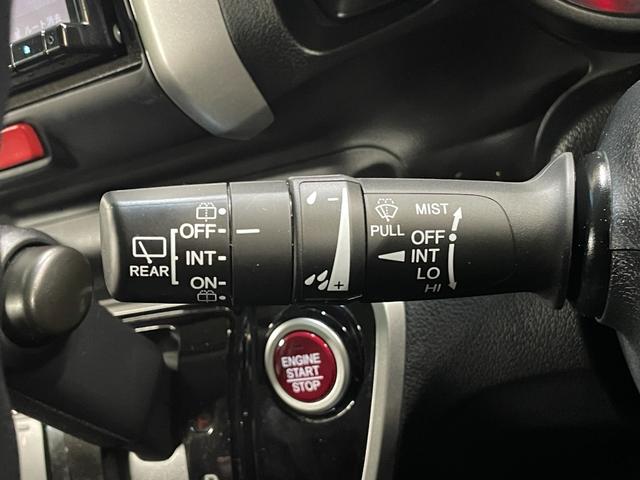 OFF
INT
ON
REAR
- 
+
PULL
MIST
OFF
INT
LO
HI
ENGINE
START
STOP